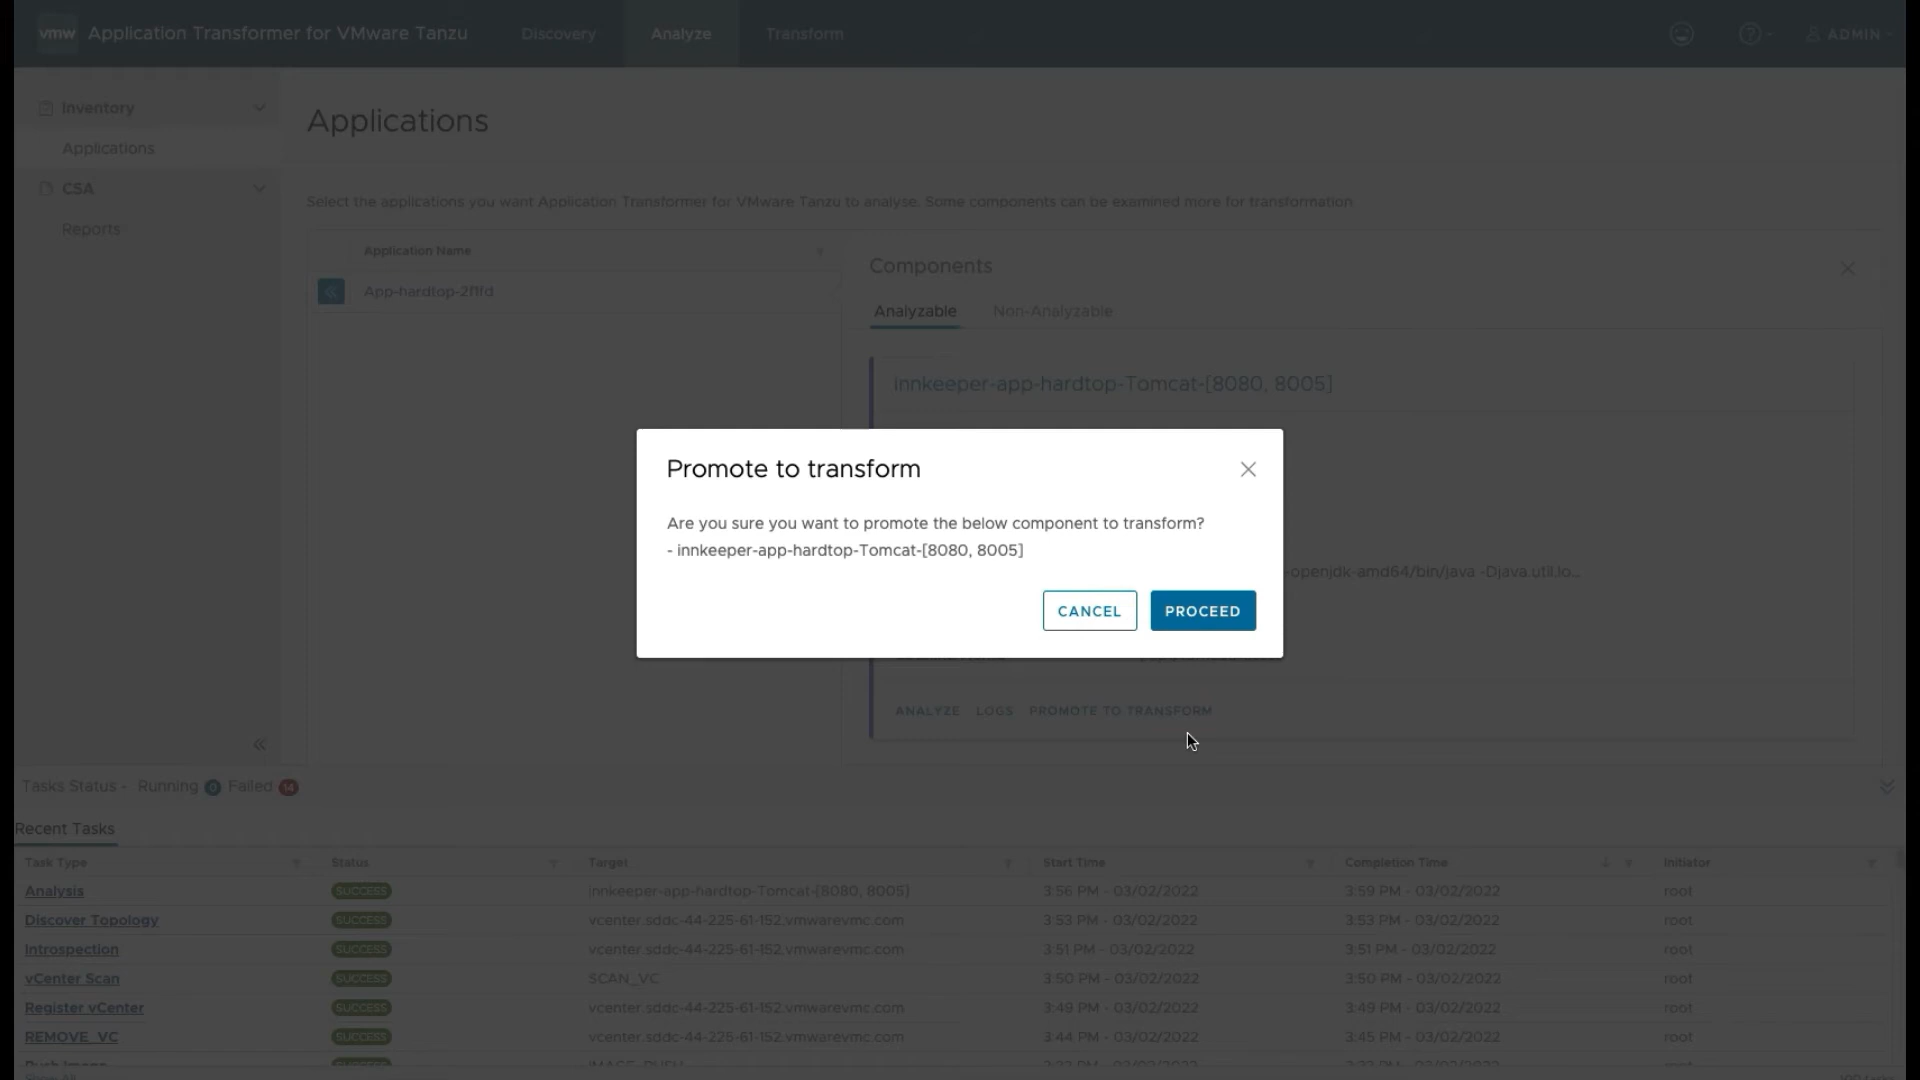 vmw Application Transformer for VMware Tanzu Discovery Analyze Transform ADMIN
Inventory
Applications
CSA
Reports
Applications
Select the applications you want Application Transformer for VMware Tanzu to analyse. Some components can be examined more for transformation
Application Name
App-hardtop-2f1fd
Components
Analyzable Non-Analyzable
innkeeper-app-hardtop-Tomcat-[8080, 8005]
-openjdk-amd64/bin/java -Djava.util.lo...
Promote to transform
Are you sure you want to promote the below component to transform?
- innkeeper-app-hardtop-Tomcat-[8080, 8005]
CANCEL PROCEED
ANALYZE LOGS PROMOTE TO TRANSFORM
Tasks Status - Running 0 Failed 14
Recent Tasks
Task Type Status Target Start Time Completion Time Initiator
Analysis SUCCESS innkeeper-app-hardtop-Tomcat-[8080, 8005] 3:56 PM - 03/02/2022 3:59 PM - 03/02/2022 root
Discover Topology SUCCESS vcenter.sddc-44-225-61-152.vmwarevmc.com 3:53 PM - 03/02/2022 3:53 PM - 03/02/2022 root
Introspection SUCCESS vcenter.sddc-44-225-61-152.vmwarevmc.com 3:51 PM - 03/02/2022 3:51 PM - 03/02/2022 root
vCenter Scan SUCCESS SCAN_VC 3:50 PM - 03/02/2022 3:50 PM - 03/02/2022 root
Register vCenter SUCCESS vcenter.sddc-44-225-61-152.vmwarevmc.com 3:49 PM - 03/02/2022 3:49 PM - 03/02/2022 root
REMOVE_VC SUCCESS vcenter.sddc-44-225-61-152.vmwarevmc.com 3:44 PM - 03/02/2022 3:45 PM - 03/02/2022 root